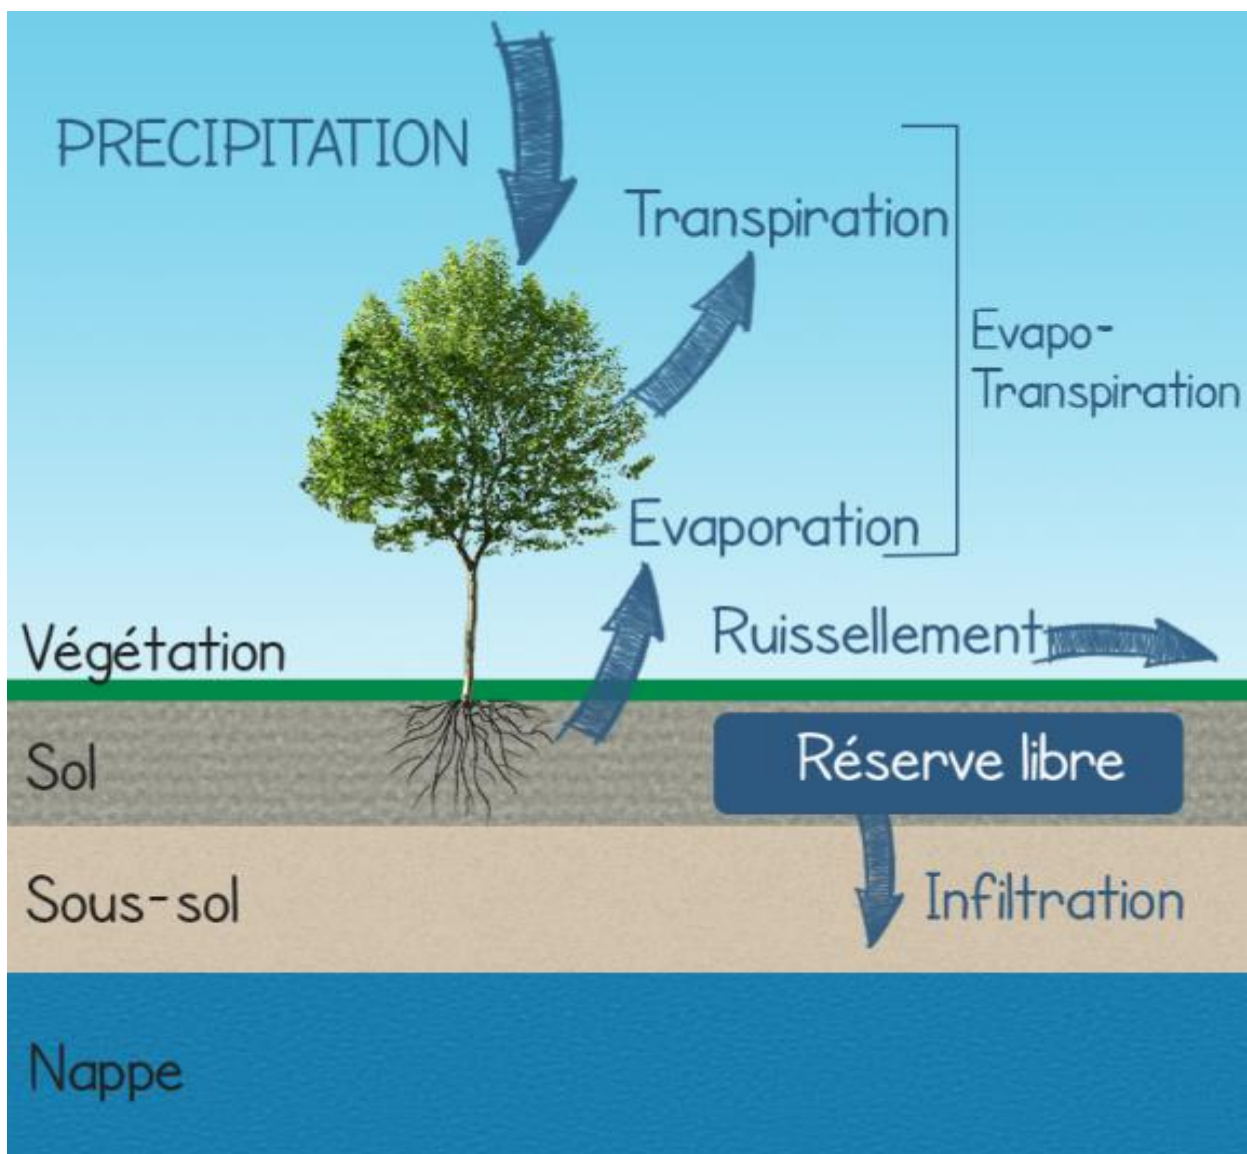 PRECIPITATION
Transpiration
Evapo-
Transpiration
Evaporation
Ruissellement
Végétation
Réserve libre
Sol
Infiltration
Sous-sol
Nappe